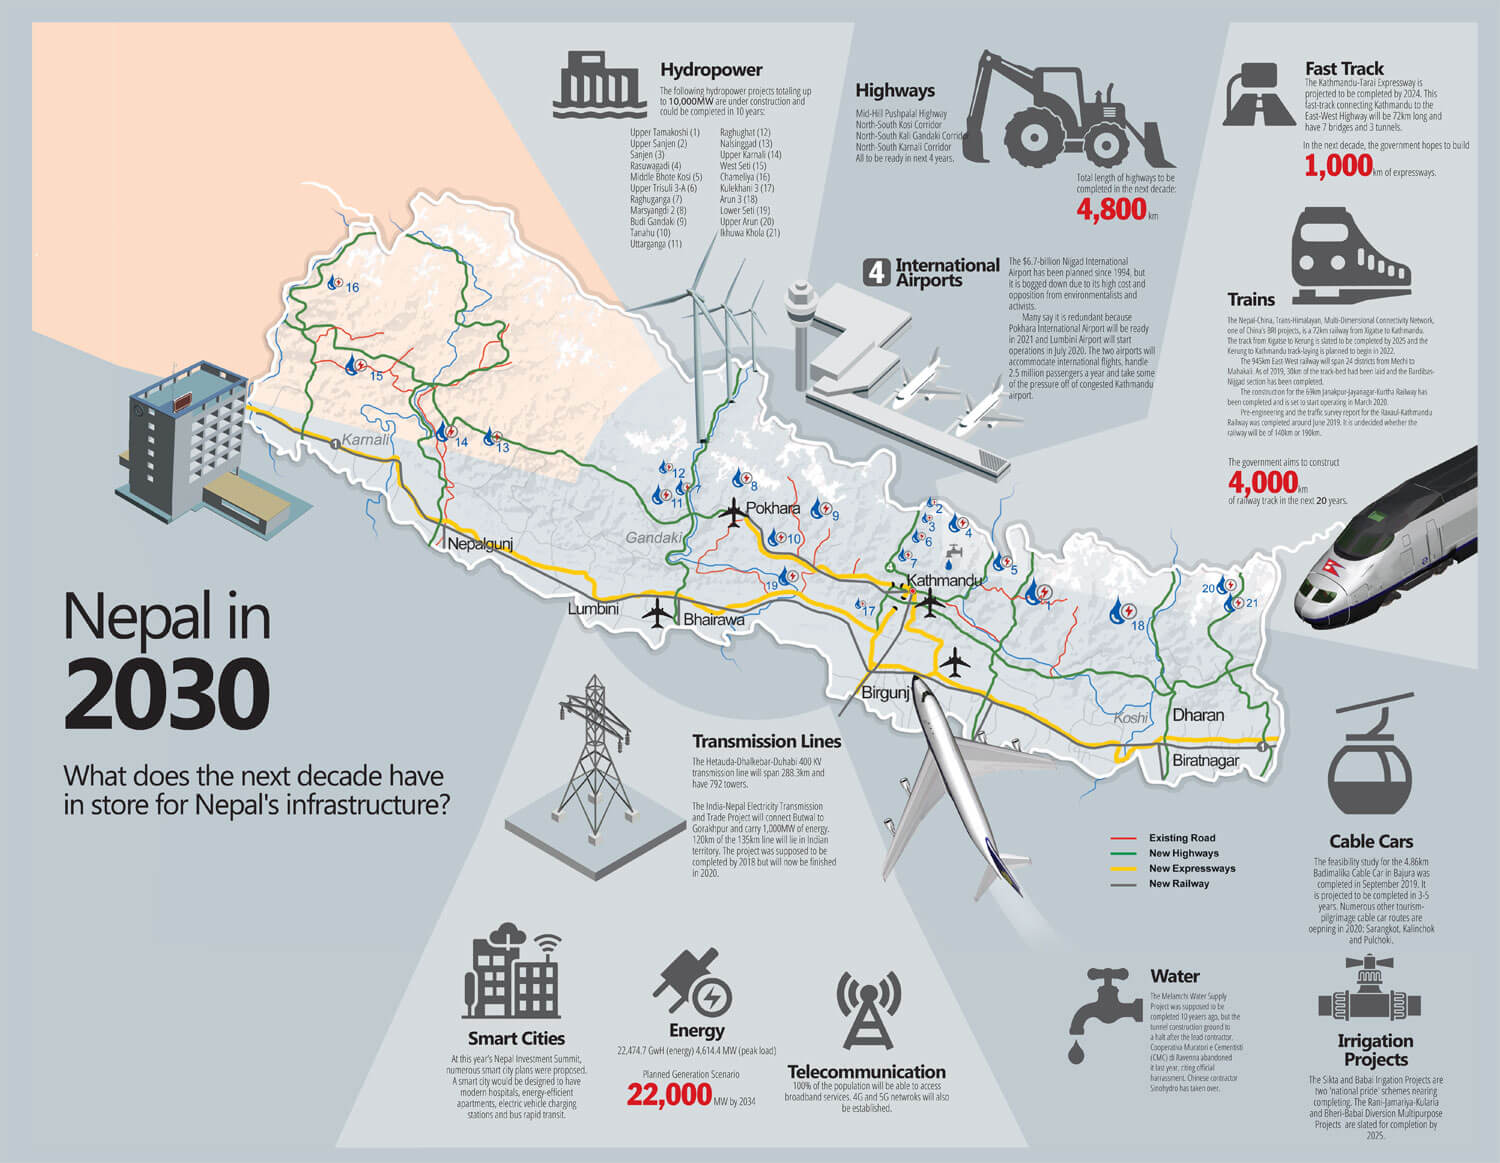 Nepal in
2030
What does the next decade have
in store for Nepal's infrastructure?
Hydropower
The following hydropower projects totaling up
to 10,000MW are under construction and
could be completed in 10 years:
Upper Tamakoshi (1)
Upper Sanjen (2)
Sanjen (3)
Rasuwagadi (4)
Middle Bhote Kosi (5)
Upper Trisuli 3-A (6)
Raghuganga (7)
Marsyangdi 2 (8)
Budi Gandaki (9)
Tanahu (10)
Uttarganga (11)
Raghughat (12)
Nalsinggad (13)
Upper Karnali (14)
West Seti (15)
Chameliya (16)
Kulekhani 3 (17)
Arun 3 (18)
Lower Seti (19)
Upper Arun (20)
Ikhuwa Khola (21)
Highways
Mid-Hill Pushpalal Highway
North-South Kosi Corridor
North-South Kali Gandaki Corridor
North-South Karnali Corridor
All to be ready in next 4 years.
Total length of highways to be
completed in the next decade:
4,800 km
Fast Track
The Kathmandu-Tarai Expressway is
projected to be completed by 2024. This
fast-track connecting Kathmandu to the
East-West Highway will be 72km long and
have 7 bridges and 3 tunnels.
In the next decade, the government hopes to build
1,000 km of expressways.
4 International
Airports
The $6.7-billion Nijgad International
Airport has been planned since 1994, but
it is bogged down due to its high cost and
opposition from environmentalists and
activists.
Many say it is redundant because
Pokhara International Airport will be ready
in 2021 and Lumbini Airport will start
operations in July 2020. The two airports will
accommodate international flights, handle
2.5 million passengers a year and take some
of the pressure off of congested Kathmandu
airport.
Trains
The Nepal-China, Trans-Himalayan, Multi-Dimensional Connectivity Network,
one of China's BRI projects, is a 72km railway from Xigatse to Kathmandu.
The track from Xigatse to Kerung is slated to be completed by 2025 and the
Kerung to Kathmandu track-laying is planned to begin in 2022.
The 945km East-West railway will span 24 districts from Mechi to
Mahakali. As of 2019, 30km of the track-bed had been laid and the Bardibas-
Nijgad section has been completed.
The construction for the 69km Janakpur-Jayanagar-Kurtha Railway has
been completed and is set to start operating in March 2020.
Pre-engineering and the traffic survey report for the Raxaul-Kathmandu
Railway was completed around June 2019. It is undecided whether the
railway will be of 140km or 190km.
The government aims to construct
4,000 km
of railway track in the next 20 years.
16
15
1
Karnali
14
13
12
11
7
8
Pokhara
9
10
Gandaki
Nepalgunj
Lumbini
Bhairawa
19
2
3
4
6
7
5
Kathmandu
17
1
18
20
21
Birgunj
Koshi
Dharan
Biratnagar
1
Existing Road
New Highways
New Expressways
New Railway
Transmission Lines
The Hetauda-Dhalkebar-Duhabi 400 KV
transmission line will span 288.3km and
have 792 towers.
The India-Nepal Electricity Transmission
and Trade Project will connect Butwal to
Gorakhpur and carry 1,000MW of energy.
120km of the 135km line will lie in Indian
territory. The project was supposed to be
completed by 2018 but will now be finished
in 2020.
Cable Cars
The feasibility study for the 4.86km
Badimalika Cable Car in Bajura was
completed in September 2019. It
is projected to be completed in 3-5
years. Numerous other tourism-
pilgrimage cable car routes are
oepning in 2020: Sarangkot, Kalinchok
and Pulchoki.
Smart Cities
At this year's Nepal Investment Summit,
numerous smart city plans were proposed.
A smart city would be designed to have
modern hospitals, energy-efficient
apartments, electric vehicle charging
stations and bus rapid transit.
Energy
22,474.7 GwH (energy) 4,614.4 MW (peak load)
Planned Generation Scenario
22,000 MW by 2034
Telecommunication
100% of the population will be able to access
broadband services. 4G and 5G netwroks will also
be established.
Water
The Melamchi Water Supply
Project was supposed to be
completed 10 yeaers ago, but the
tunnel construction ground to
a halt after the lead contractor,
Cooperativa Muratori e Cementisti
(CMC) di Ravenna abandoned
it last year, citing official
harrassment. Chinese contractor
Sinohydro has taken over.
Irrigation
Projects
The Sikta and Babai Irigation Projects are
two 'national pride' schemes nearing
completing. The Rani-Jamariya-Kularia
and Bheri-Babai Diversion Multipurpose
Projects are slated for completion by
2025.